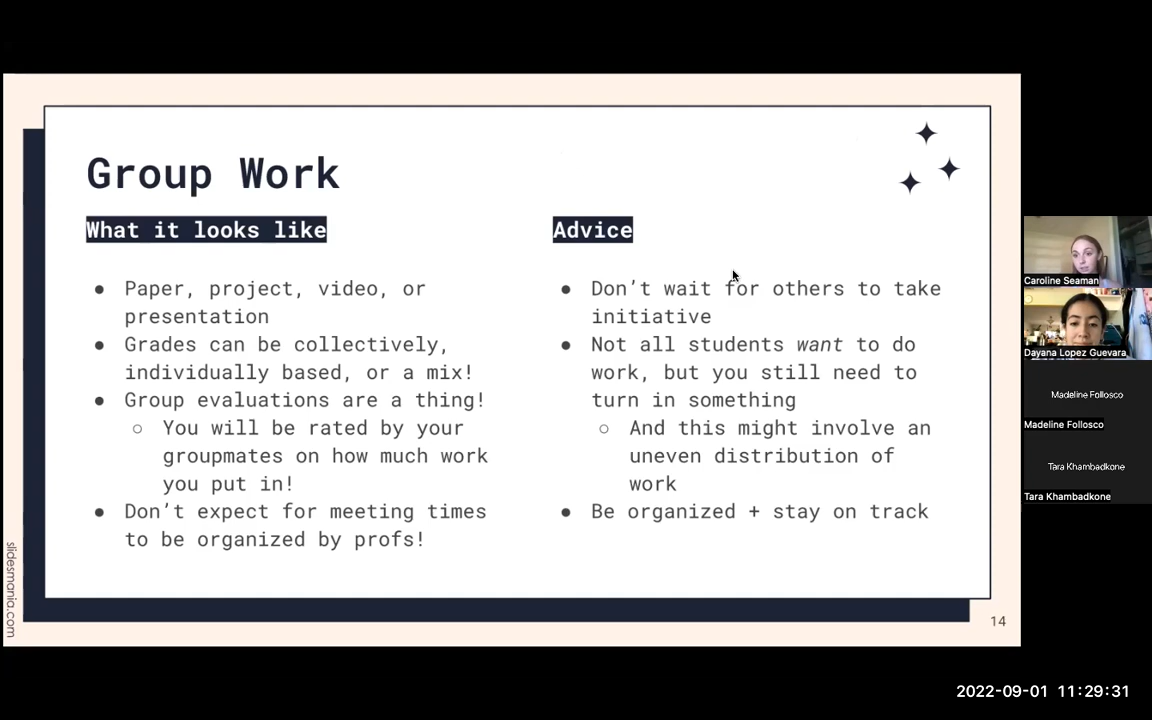 Group Work
What it looks like
● Paper, project, video, or
presentation
● Grades can be collectively,
individually based, or a mix!
● Group evaluations are a thing!
○ You will be rated by your
groupmates on how much work
you put in!
● Don't expect for meeting times
to be organized by profs!
Advice
● Don't wait for others to take
initiative
● Not all students want to do
work, but you still need to
turn in something
○ And this might involve an
uneven distribution of
work
● Be organized + stay on track
slidesmania.com
14
Caroline Seaman
Dayana Lopez Guevara
Madeline Follosco
Madeline Follosco
Tara Khambadkone
Tara Khambadkone
2022-09-01 11:29:31